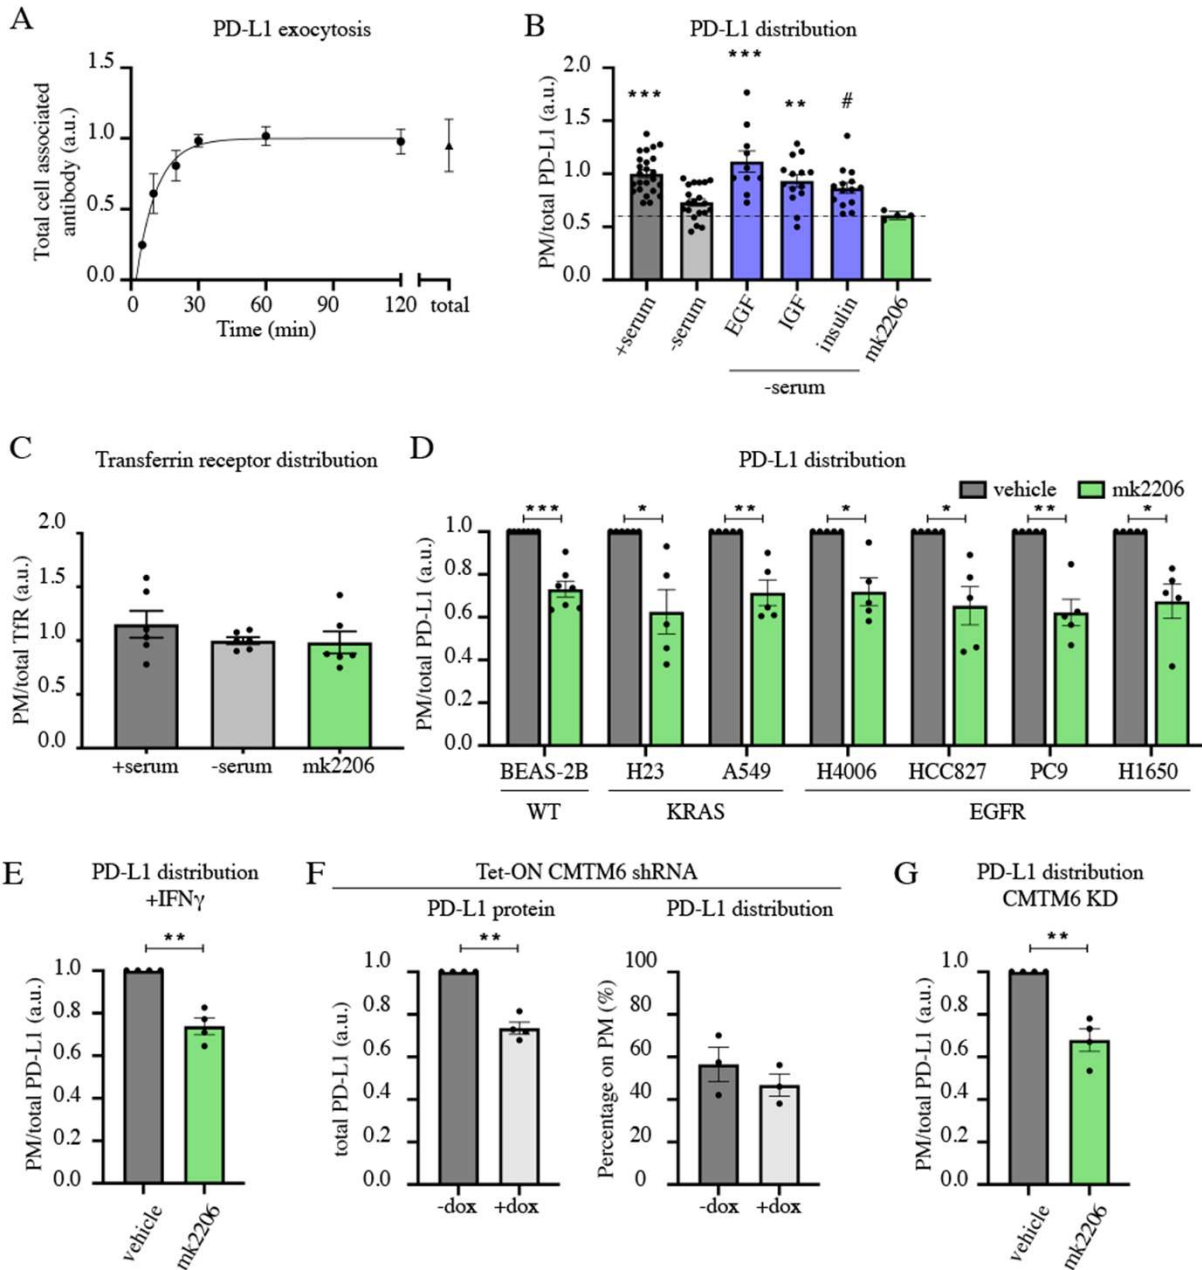 A
PD-L1 exocytosis
Total cell associated
antibody (a.u.)
1.5
1.0
0.5
0.0
0 30 60 90 120 total
Time (min)
B
PD-L1 distribution
PM/total PD-L1 (a.u.)
2.0
1.5
1.0
0.5
0.0
*** *** ** #
+serum -serum EGF IGF insulin mk2206
-serum
C
Transferrin receptor distribution
PM/total TfR (a.u.)
2.0
1.5
1.0
0.5
0.0
+serum -serum mk2206
D
PD-L1 distribution
vehicle mk2206
*** * ** * * ** *
PM/total PD-L1 (a.u.)
1.0
0.8
0.6
0.4
0.2
0.0
BEAS-2B H23 A549 H4006 HCC827 PC9 H1650
WT KRAS EGFR
E
PD-L1 distribution
+IFNγ
**
PM/total PD-L1 (a.u.)
1.0
0.8
0.6
0.4
0.2
0.0
vehicle mk2206
F
Tet-ON CMTM6 shRNA
PD-L1 protein
**
total PD-L1 (a.u.)
1.0
0.8
0.6
0.4
0.2
0.0
-dox +dox
PD-L1 distribution
Percentage on PM (%)
100
80
60
40
20
0
-dox +dox
G
PD-L1 distribution
CMTM6 KD
**
PM/total PD-L1 (a.u.)
1.0
0.8
0.6
0.4
0.2
0.0
vehicle mk2206